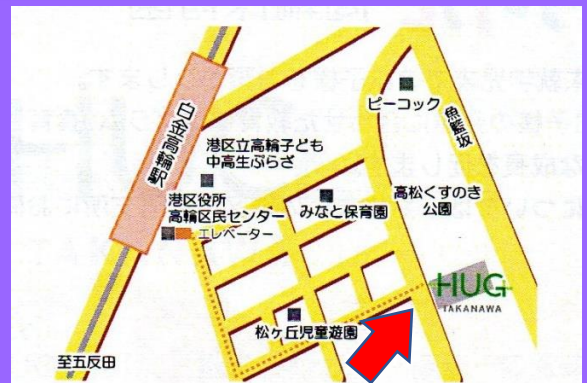 白金高輪駅
港区立高輪子ども
中高生ぷらざ
港区役所
高輪区民センター
エレベーター
ピーコック
魚籃坂
みなと保育園
高松くすのき
公園
HUG
TAKANAWA
松ヶ丘児童遊園
至五反田